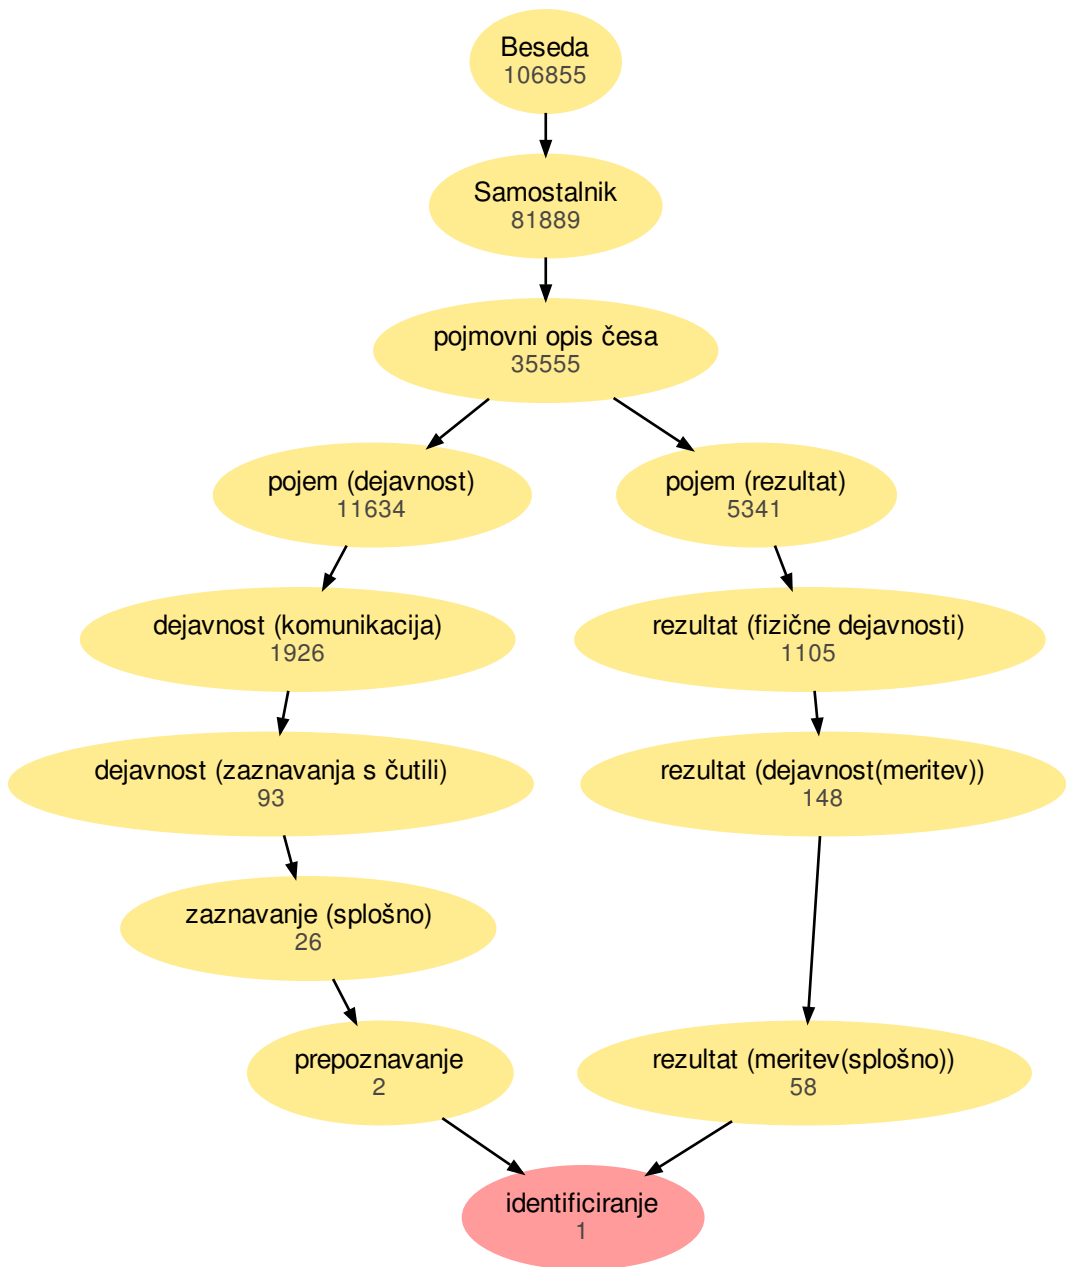 Beseda
106855
Samostalnik
81889
pojmovni opis česa
35555
pojem (dejavnost)
11634
pojem (rezultat)
5341
dejavnost (komunikacija)
1926
rezultat (fizične dejavnosti)
1105
dejavnost (zaznavanja s čutili)
93
rezultat (dejavnost(meritev))
148
zaznavanje (splošno)
26
prepoznavanje
2
rezultat (meritev(splošno))
58
identificiranje
1